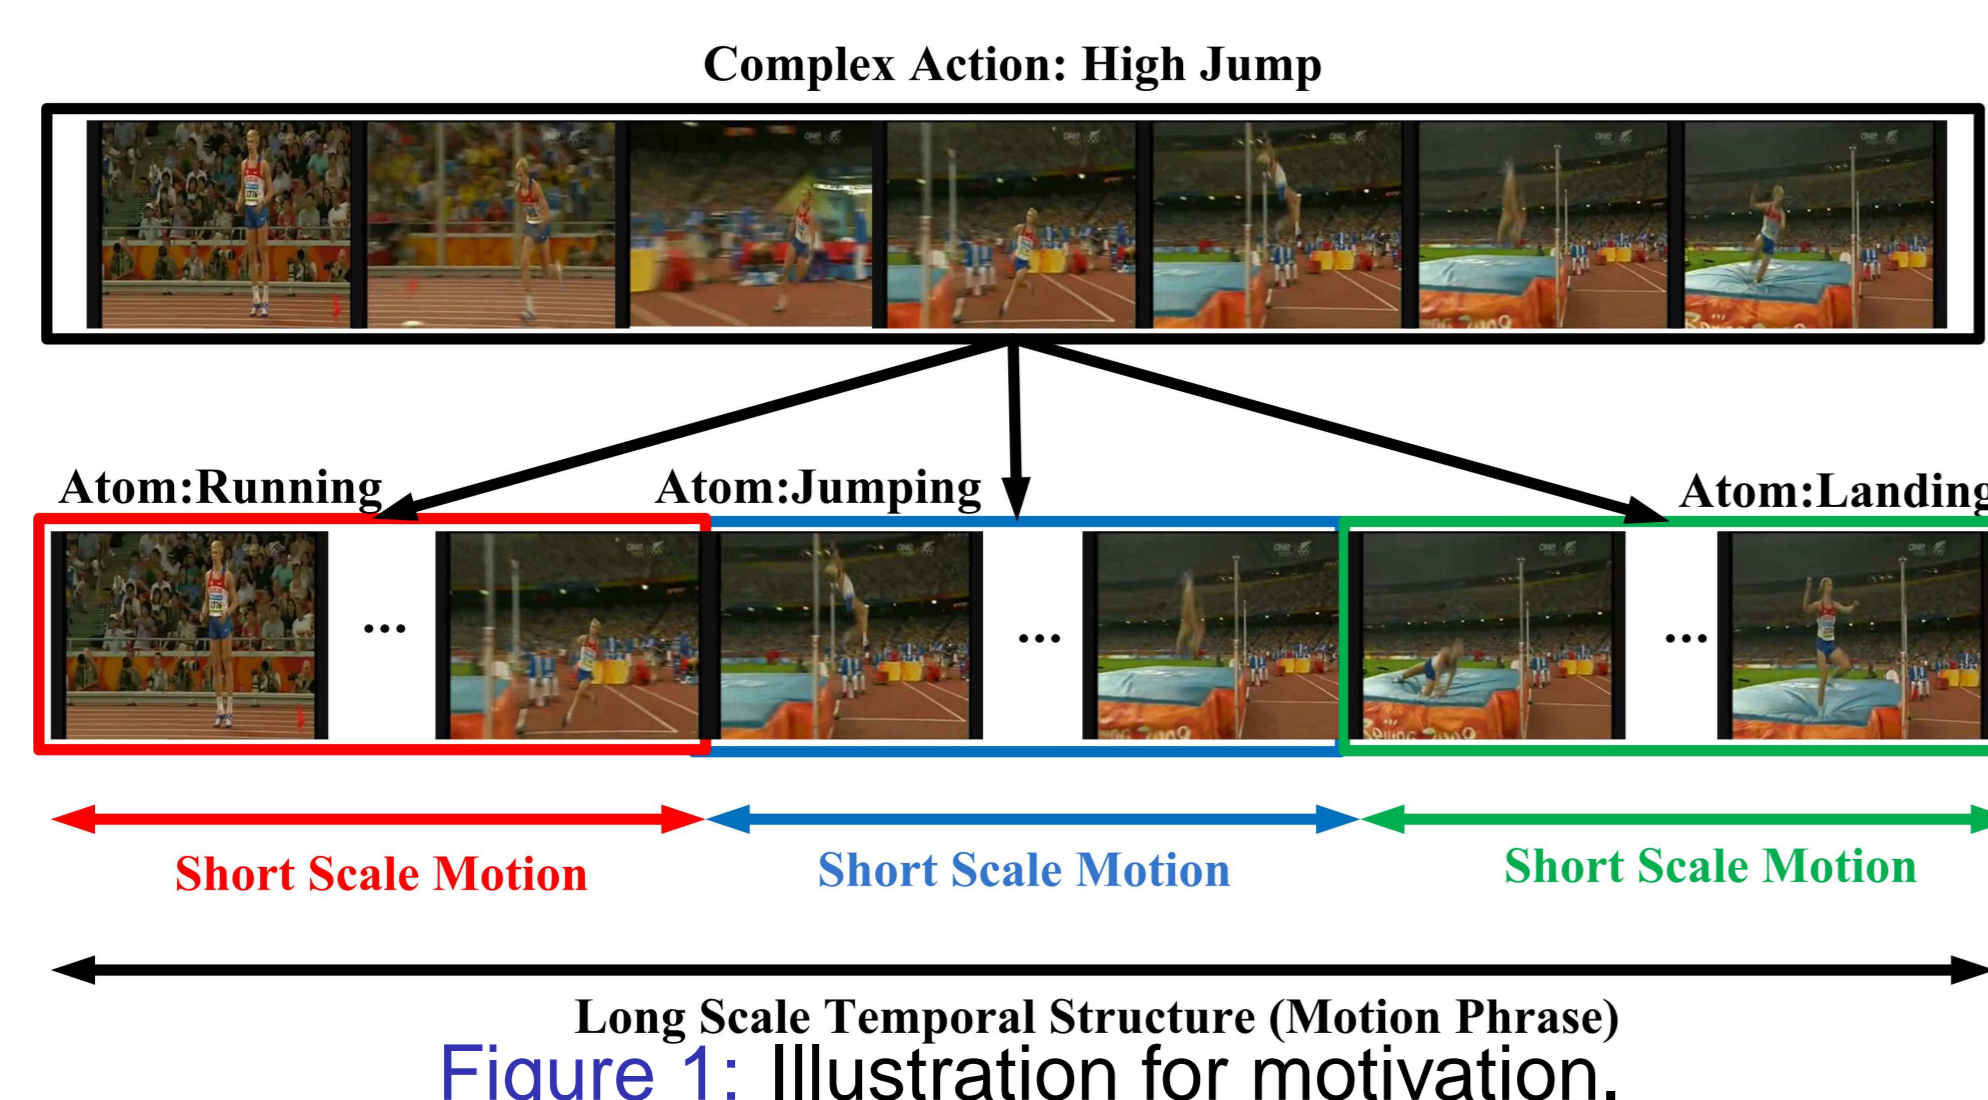 Complex Action: High Jump
Atom:Running
Atom:Jumping
Atom:Landing
...
...
...
Short Scale Motion
Short Scale Motion
Short Scale Motion
Long Scale Temporal Structure (Motion Phrase)
Figure 1: Illustration for motivation.